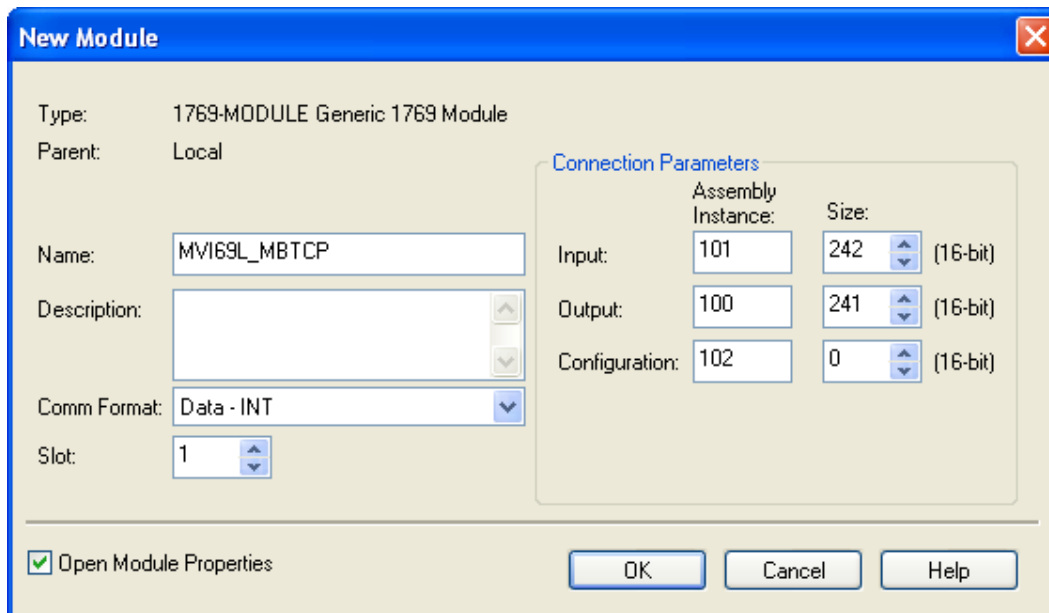 New Module
Type: 1769-MODULE Generic 1769 Module
Parent: Local
Connection Parameters
Assembly
Instance: Size:
Name: MVI69L_MBTCP
Input: 101 242 (16-bit)
Description:
Output: 100 241 (16-bit)
Configuration: 102 0 (16-bit)
Comm Format: Data - INT
Slot: 1
Open Module Properties
OK Cancel Help